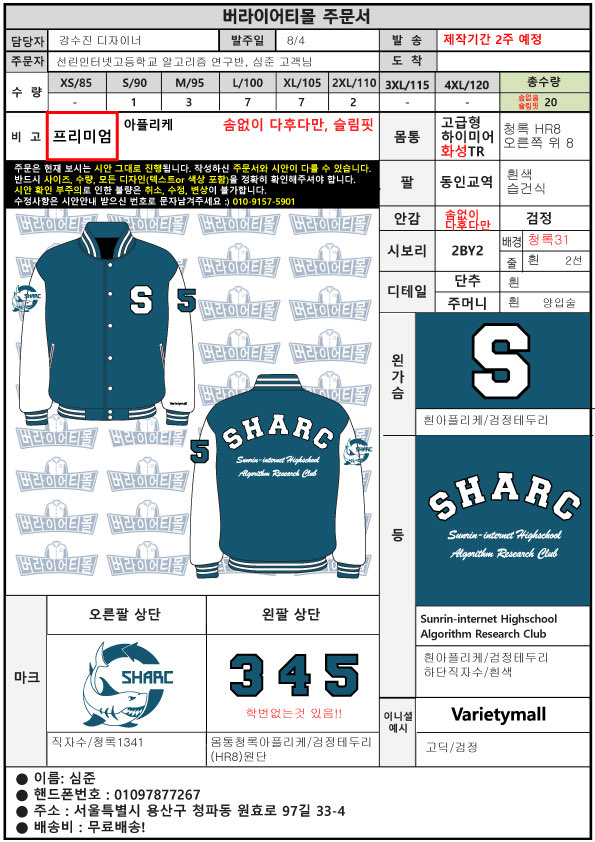 버라이어티몰 주문서
담당자 강수진 디자이너 발주일 8/4 발 송 제작기간 2주 예정
주문자 선린인터넷고등학교 알고리즘 연구반, 심준 고객님 도 착
수 량 XS/85 S/90 M/95 L/100 XL/105 2XL/110 3XL/115 4XL/120 총수량
- 1 3 7 7 2 - - 솜없음 슬림핏 20
비 고 프리미엄 아플리케 솜없이 다후다만, 슬림핏
몸통 고급형 하이미어 화성TR 청록 HR8 오른쪽 위 8
주문은 현재 보시는 시안 그대로 진행됩니다. 작성하신 주문서와 시안이 다를 수 있습니다.
반드시 사이즈, 수량, 모든 디자인(텍스트or 색상 포함)을 정확히 확인해주셔야 합니다.
시안 확인 부주의로 인한 불량은 취소, 수정, 변상이 불가합니다.
수정사항은 시안안내 받으신 번호로 문자남겨주세요 :) 010-9157-5901
팔 동인교역 흰색 습건식
안감 솜없이 다후다만 검정
시보리 2BY2 배경 청록31
줄 흰 2선
디테일 단추 흰
주머니 흰 양입술
버라이어티몰
SHARC
S
5
Varietymall
5
SHARC
Sunrin-internet Highschool
Algorithm Research Club
SHARC
왼가슴
S
흰아플리케/검정테두리
등
SHARC
Sunrin-internet Highschool
Algorithm Research Club
Sunrin-internet Highschool
Algorithm Research Club
흰아플리케/검정테두리
하단직자수/흰색
마크
오른팔 상단 왼팔 상단
SHARC
3 4 5
학번없는것 있음!!
직자수/청록1341
몸통청록아플리케/검정테두리
(HR8)원단
이니셜 예시 Varietymall
고딕/검정
● 이름: 심준
● 핸드폰번호 : 01097877267
● 주소 : 서울특별시 용산구 청파동 원효로 97길 33-4
● 배송비 : 무료배송!